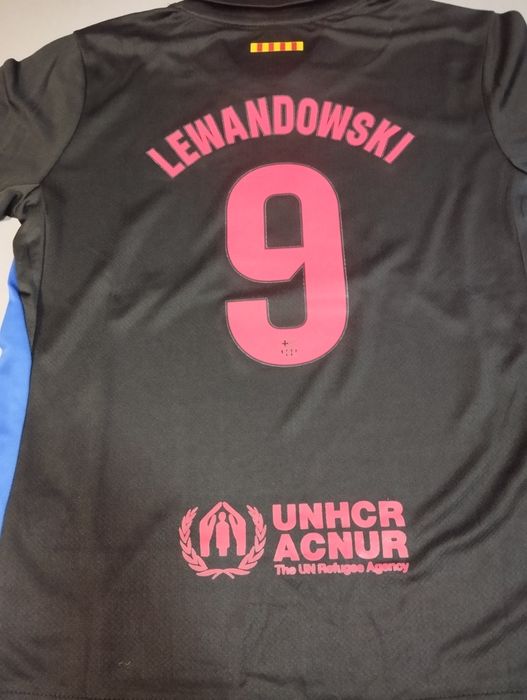 LEWANDOWSKI
9
UNHCR
ACNUR
The UN Refugee Agency